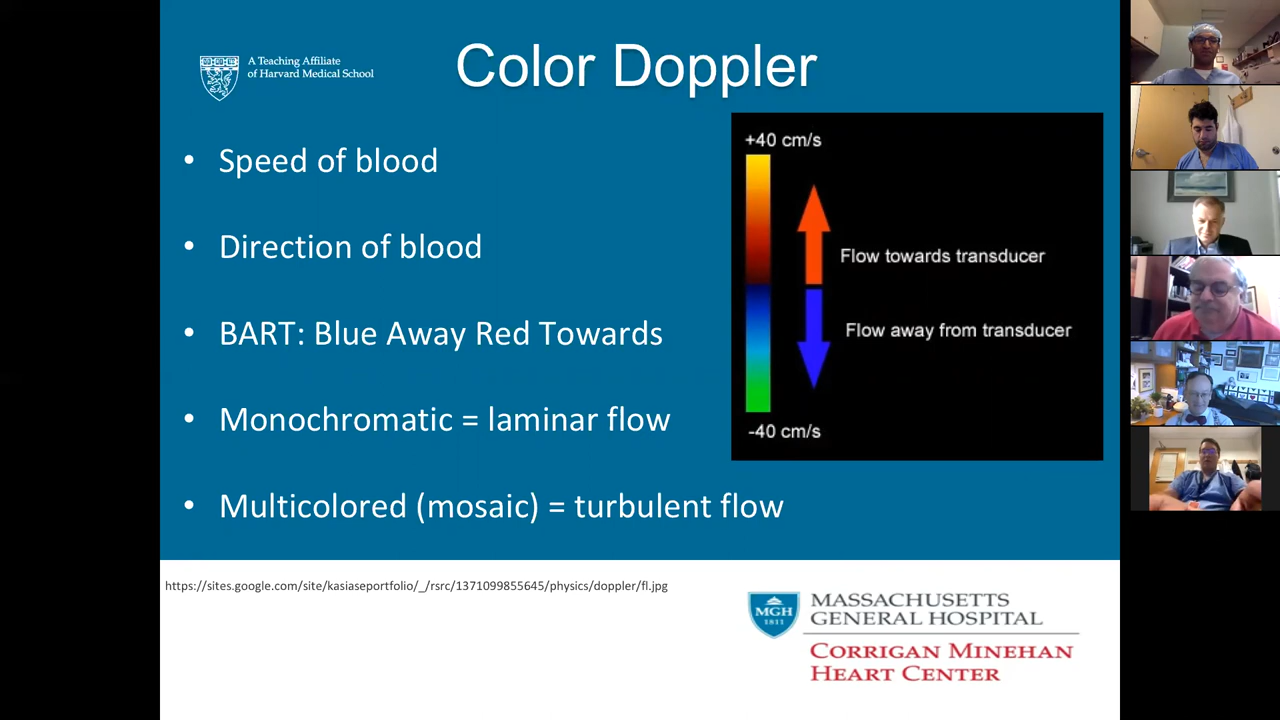 A Teaching Affiliate
of Harvard Medical School
Color Doppler
• Speed of blood
• Direction of blood
• BART: Blue Away Red Towards
• Monochromatic = laminar flow
• Multicolored (mosaic) = turbulent flow
+40 cm/s
Flow towards transducer
Flow away from transducer
-40 cm/s
https://sites.google.com/site/kasiaseportfolio/_/rsrc/1371099855645/physics/doppler/fl.jpg
MGH
1811
MASSACHUSETTS
GENERAL HOSPITAL
CORRIGAN MINEHAN
HEART CENTER